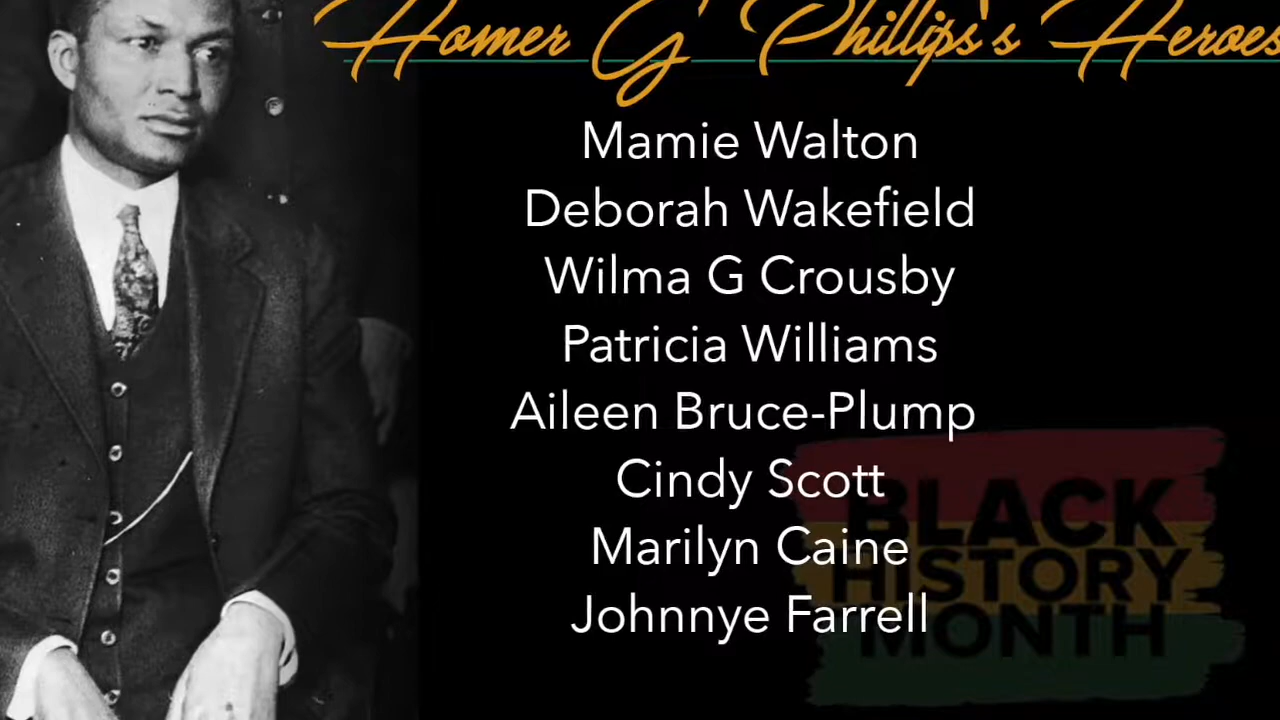 Homer G Phillips's Heroes
Mamie Walton
Deborah Wakefield
Wilma G Crousby
Patricia Williams
Aileen Bruce-Plump
Cindy Scott
Marilyn Caine
Johnnye Farrell
BLACK
HISTORY
MONTH